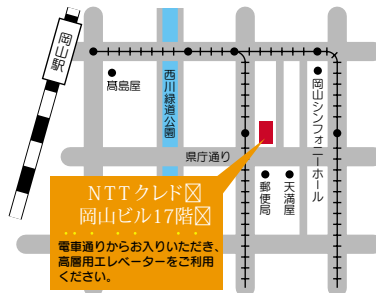 岡山駅
髙島屋
西川緑道公園
岡山シンフォニーホール
県庁通り
郵便局
天満屋
NTTクレド
岡山ビル17階
電車通りからお入りいただき、
高層用エレベーターをご利用
ください。